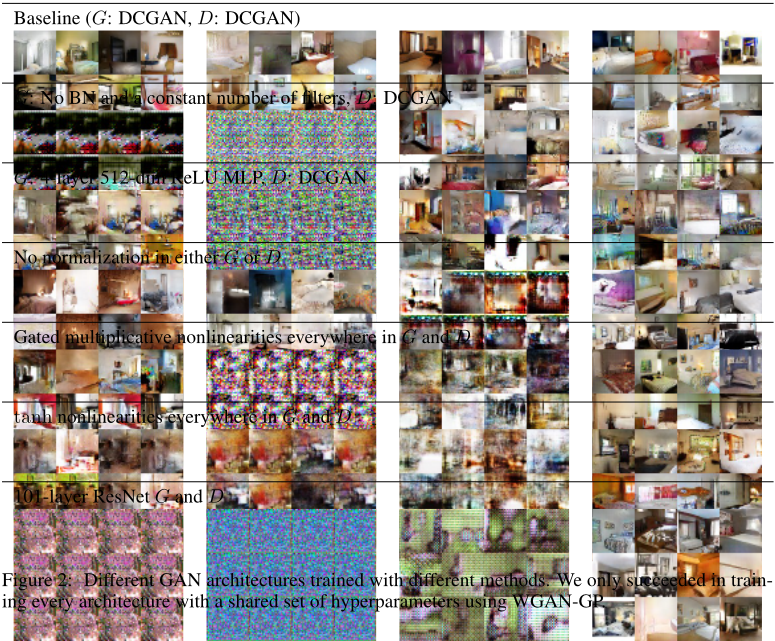 Baseline (G: DCGAN, D: DCGAN)
G: No BN and a constant number of filters, D: DCGAN
G: 4-layer 512-dim ReLU MLP, D: DCGAN
No normalization in either G or D
Gated multiplicative nonlinearities everywhere in G and D
tanh nonlinearities everywhere in G and D
101-layer ResNet G and D
Figure 2: Different GAN architectures trained with different methods. We only succeeded in train-
ing every architecture with a shared set of hyperparameters using WGAN-GP.